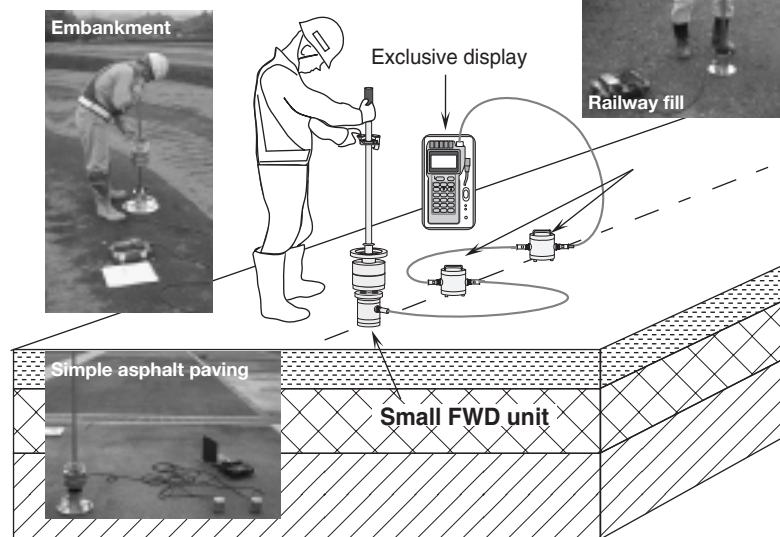 Embankment
Exclusive display
Railway fill
Simple asphalt paving
Small FWD unit